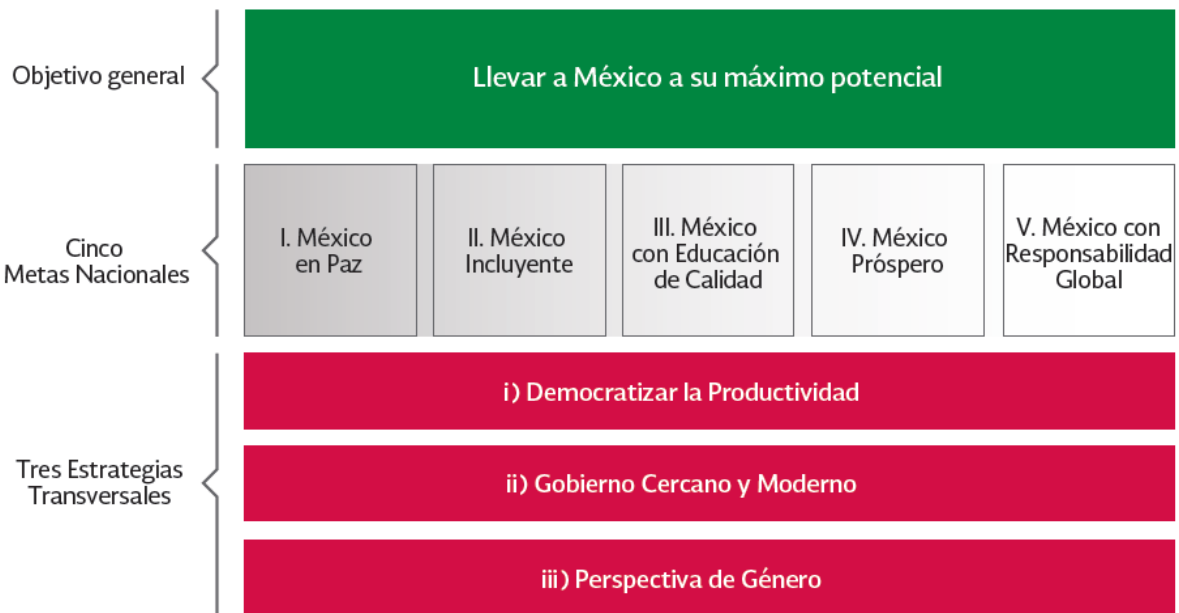 Objetivo general
Llevar a México a su máximo potencial
Cinco
Metas Nacionales
I. México
en Paz
II. México
Incluyente
III. México
con Educación
de Calidad
IV. México
Próspero
V. México con
Responsabilidad
Global
Tres Estrategias
Transversales
i) Democratizar la Productividad
ii) Gobierno Cercano y Moderno
iii) Perspectiva de Género